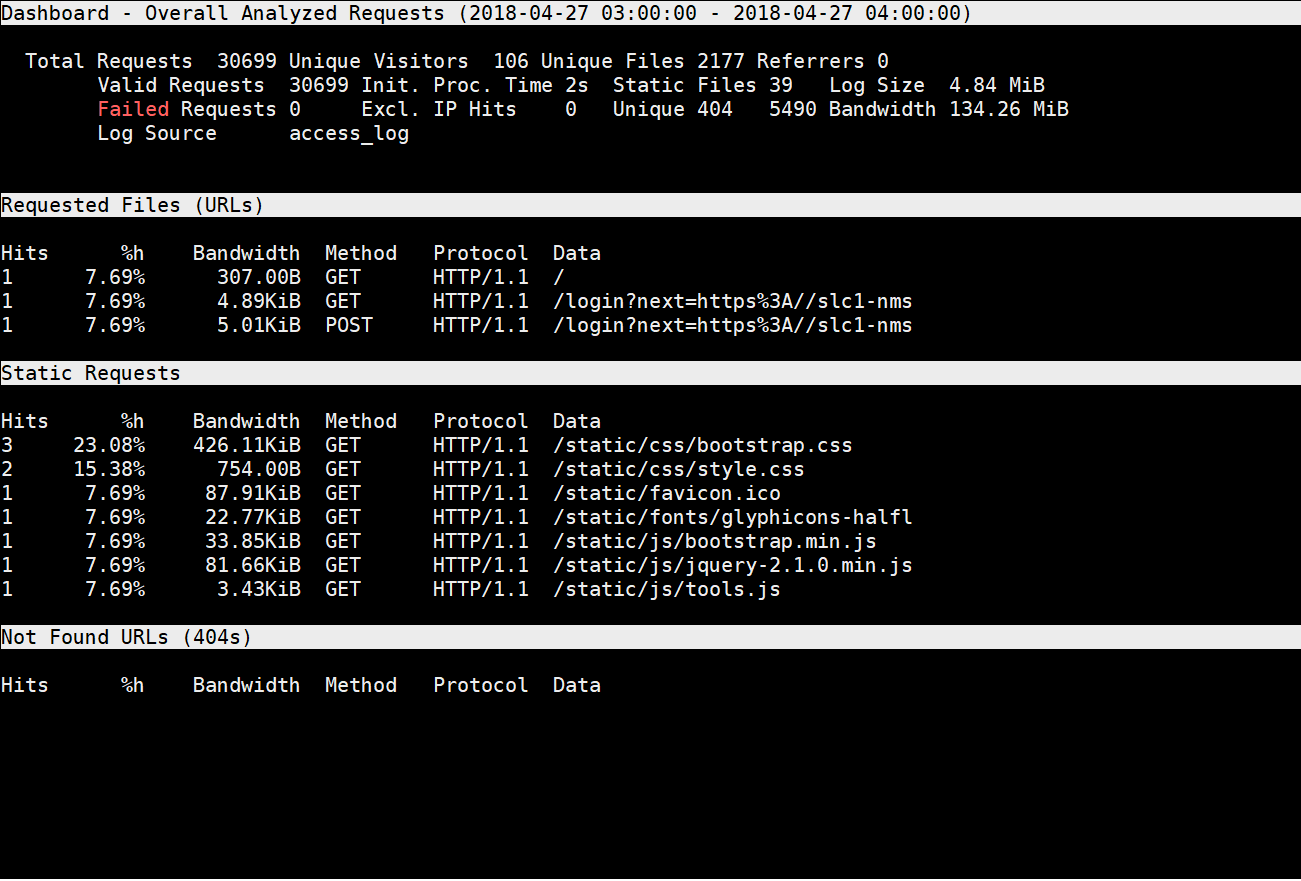 Dashboard - Overall Analyzed Requests (2018-04-27 03:00:00 - 2018-04-27 04:00:00)
Total Requests 30699 Unique Visitors 106 Unique Files 2177 Referrers 0
Valid Requests 30699 Init. Proc. Time 2s Static Files 39 Log Size 4.84 MiB
Failed Requests 0 Excl. IP Hits 0 Unique 404 5490 Bandwidth 134.26 MiB
Log Source access_log
Requested Files (URLs)
Hits %h Bandwidth Method Protocol Data
1 7.69% 307.00B GET HTTP/1.1 /
1 7.69% 4.89KiB GET HTTP/1.1 /login?next=https%3A//slc1-nms
1 7.69% 5.01KiB POST HTTP/1.1 /login?next=https%3A//slc1-nms
Static Requests
Hits %h Bandwidth Method Protocol Data
3 23.08% 426.11KiB GET HTTP/1.1 /static/css/bootstrap.css
2 15.38% 754.00B GET HTTP/1.1 /static/css/style.css
1 7.69% 87.91KiB GET HTTP/1.1 /static/favicon.ico
1 7.69% 22.77KiB GET HTTP/1.1 /static/fonts/glyphicons-halfl
1 7.69% 33.85KiB GET HTTP/1.1 /static/js/bootstrap.min.js
1 7.69% 81.66KiB GET HTTP/1.1 /static/js/jquery-2.1.0.min.js
1 7.69% 3.43KiB GET HTTP/1.1 /static/js/tools.js
Not Found URLs (404s)
Hits %h Bandwidth Method Protocol Data